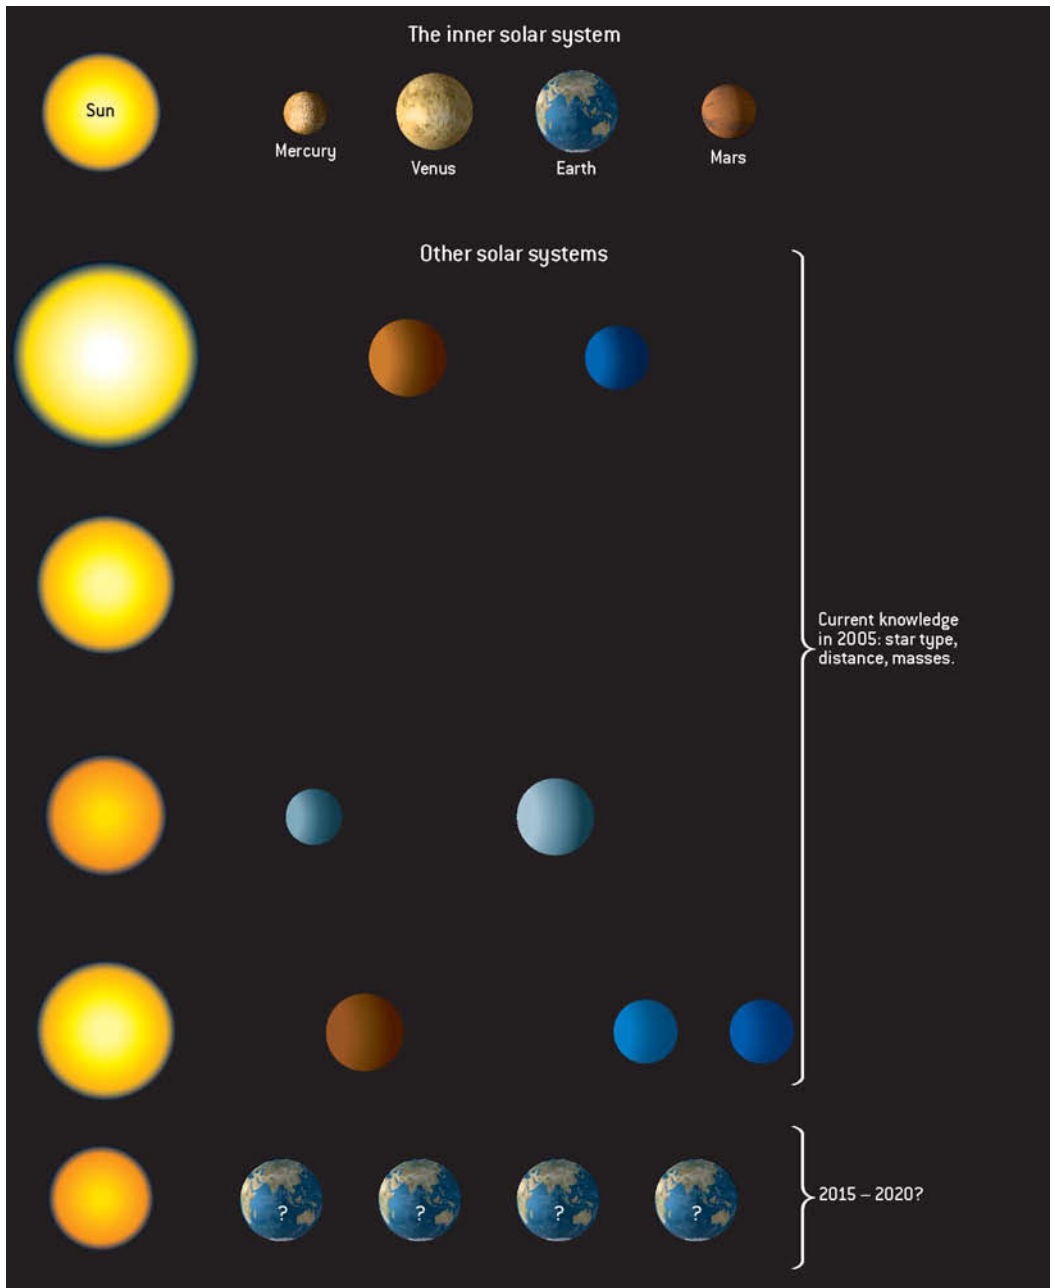 The inner solar system
Sun
Mercury
Venus
Earth
Mars
Other solar systems
Current knowledge
in 2005: star type,
distance, masses.
? ? ? ?
2015 – 2020?